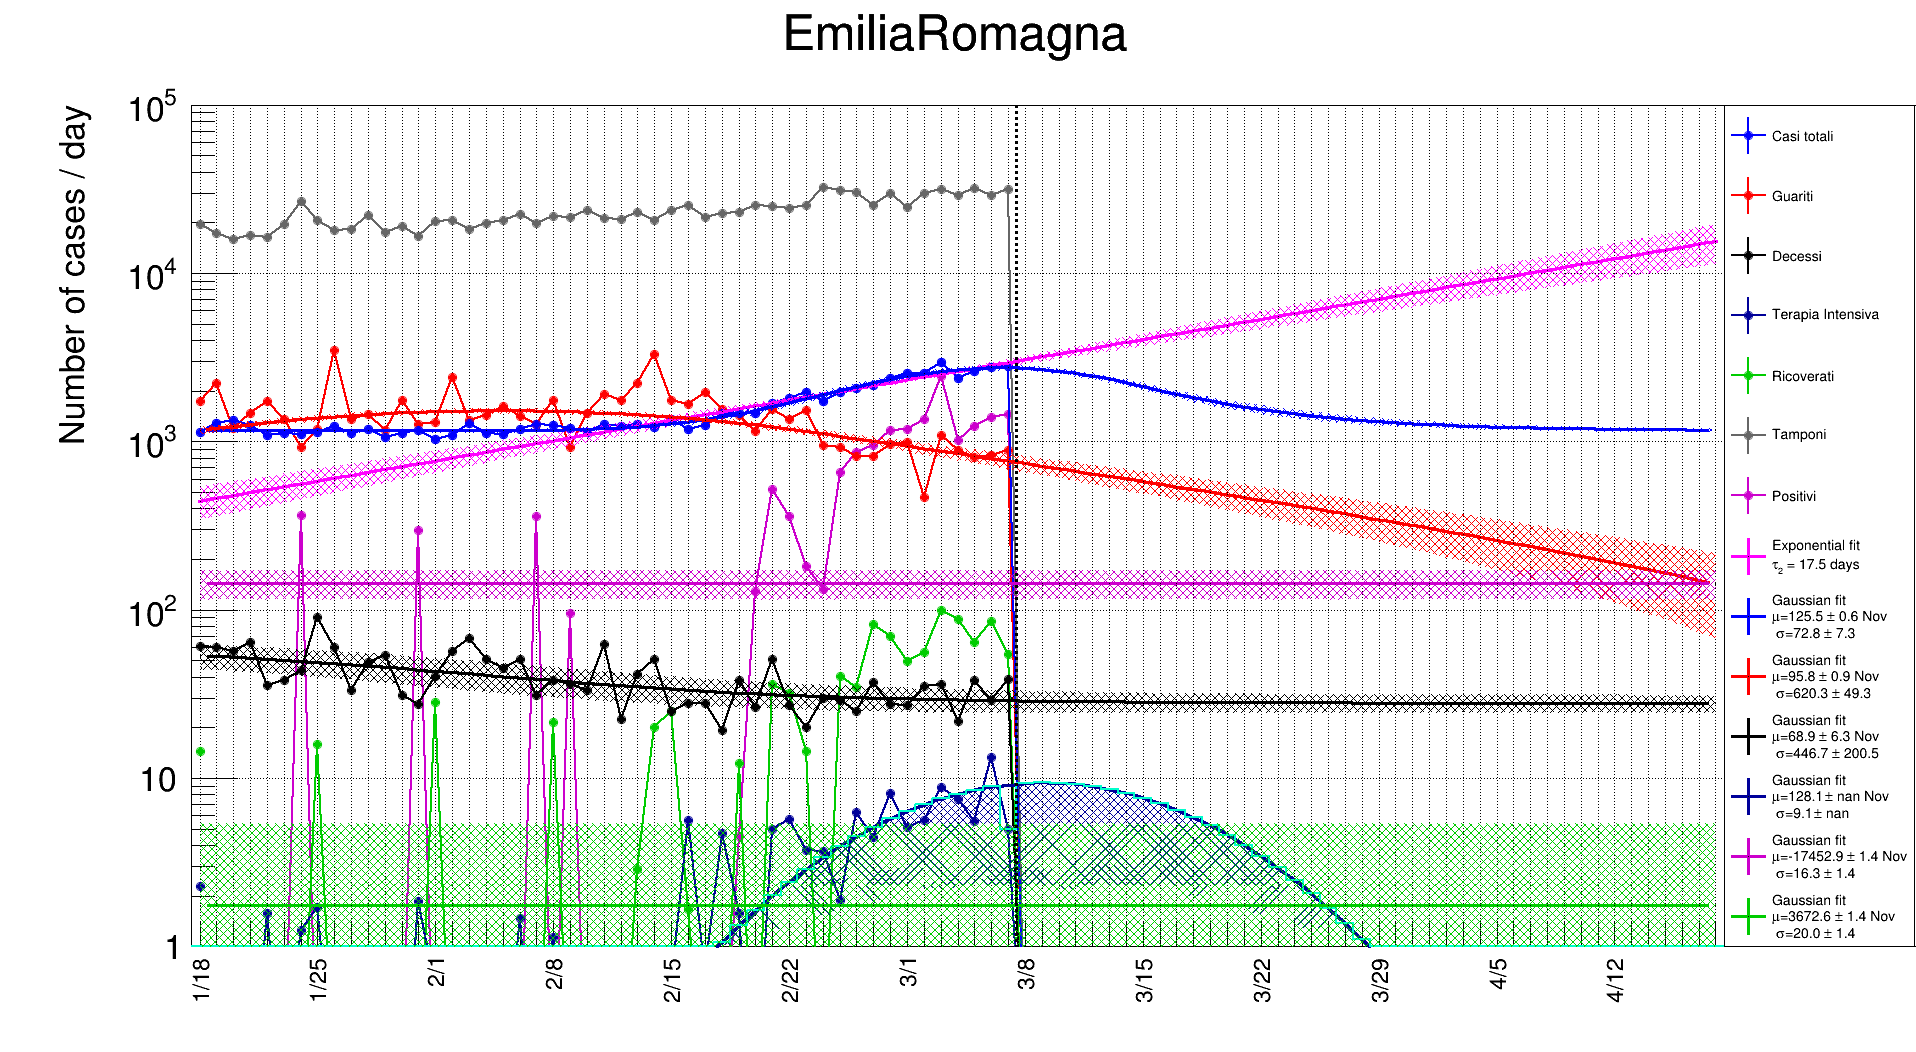 EmiliaRomagna
Number of cases / day
10^5
10^4
10^3
10^2
10
1
1/18
1/25
2/1
2/8
2/15
2/22
3/1
3/8
3/15
3/22
3/29
4/5
4/12
Casi totali
Guariti
Decessi
Terapia Intensiva
Ricoverati
Tamponi
Positivi
Exponential fit
τ₂ = 17.5 days
Gaussian fit
μ=125.5 ± 0.6 Nov
σ=72.8 ± 7.3
Gaussian fit
μ=95.8 ± 0.9 Nov
σ=620.3 ± 49.3
Gaussian fit
μ=68.9 ± 6.3 Nov
σ=446.7 ± 200.5
Gaussian fit
μ=128.1 ± nan Nov
σ=9.1 ± nan
Gaussian fit
μ=-17452.9 ± 1.4 Nov
σ=16.3 ± 1.4
Gaussian fit
μ=3672.6 ± 1.4 Nov
σ=20.0 ± 1.4